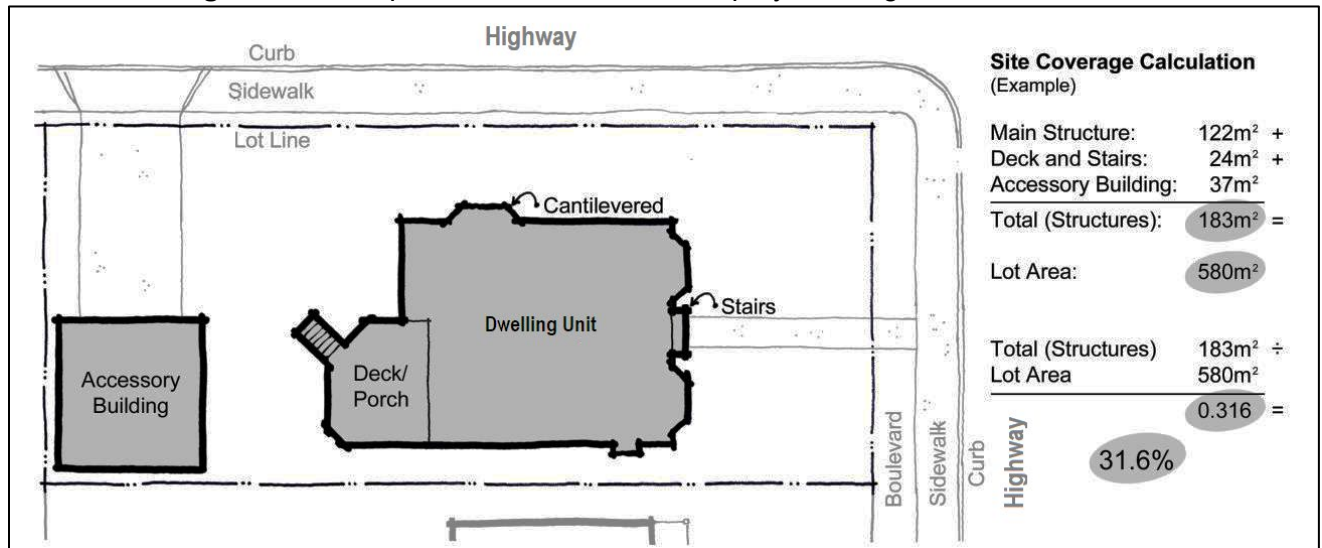 Highway
Curb
Sidewalk
Lot Line
Cantilevered
Stairs
Dwelling Unit
Deck/
Porch
Accessory
Building
Boulevard
Sidewalk
Curb
Highway
Site Coverage Calculation
(Example)
Main Structure: 122m² +
Deck and Stairs: 24m² +
Accessory Building: 37m²
Total (Structures): 183m² =
Lot Area: 580m²
Total (Structures) 183m² ÷
Lot Area 580m²
0.316 =
31.6%